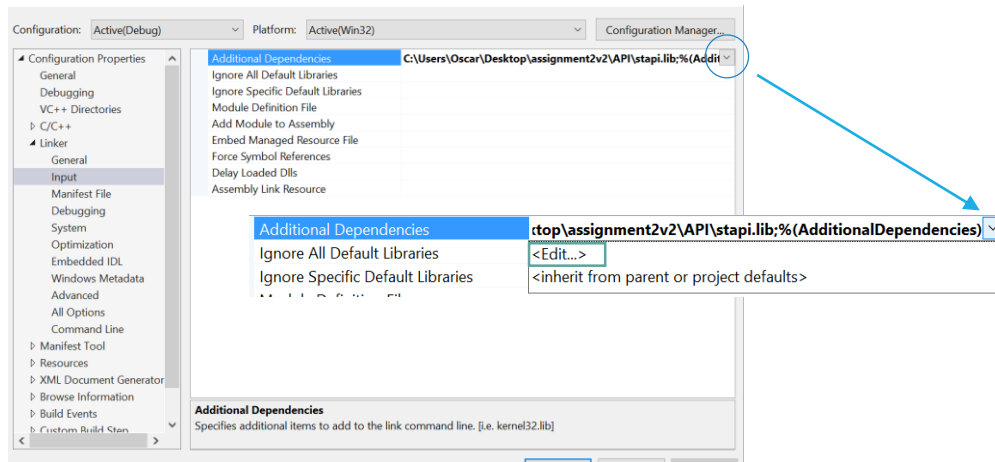 Configuration: Active(Debug) Platform: Active(Win32) Configuration Manager...
Configuration Properties
General
Debugging
VC++ Directories
C/C++
Linker
General
Input
Manifest File
Debugging
System
Optimization
Embedded IDL
Windows Metadata
Advanced
All Options
Command Line
Manifest Tool
Resources
XML Document Generator
Browse Information
Build Events
Custom Build Step
Additional Dependencies C:\Users\Oscar\Desktop\assignment2v2\API\stapi.lib;%(Addit
Ignore All Default Libraries
Ignore Specific Default Libraries
Module Definition File
Add Module to Assembly
Embed Managed Resource File
Force Symbol References
Delay Loaded Dlls
Assembly Link Resource
Additional Dependencies :top\assignment2v2\API\stapi.lib;%(AdditionalDependencies)
Ignore All Default Libraries <Edit...>
Ignore Specific Default Libraries <inherit from parent or project defaults>
Additional Dependencies
Specifies additional items to add to the link command line. [i.e. kernel32.lib]